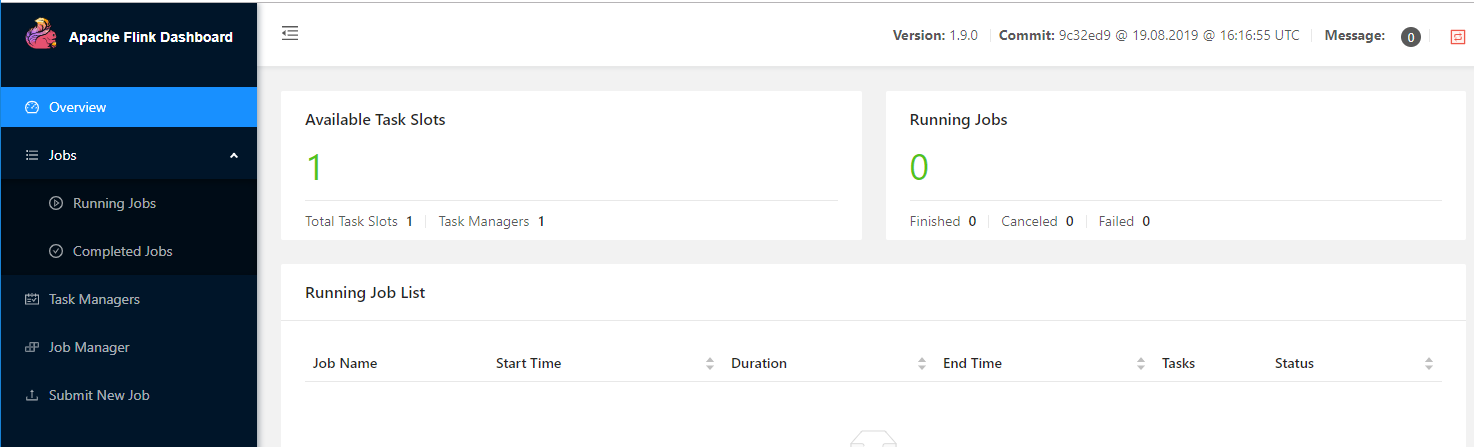 Apache Flink Dashboard
Version: 1.9.0 Commit: 9c32ed9 @ 19.08.2019 @ 16:16:55 UTC Message: 0
Overview
Jobs
Running Jobs
Completed Jobs
Task Managers
Job Manager
Submit New Job
Available Task Slots
1
Total Task Slots 1 Task Managers 1
Running Jobs
0
Finished 0 Canceled 0 Failed 0
Running Job List
Job Name Start Time Duration End Time Tasks Status